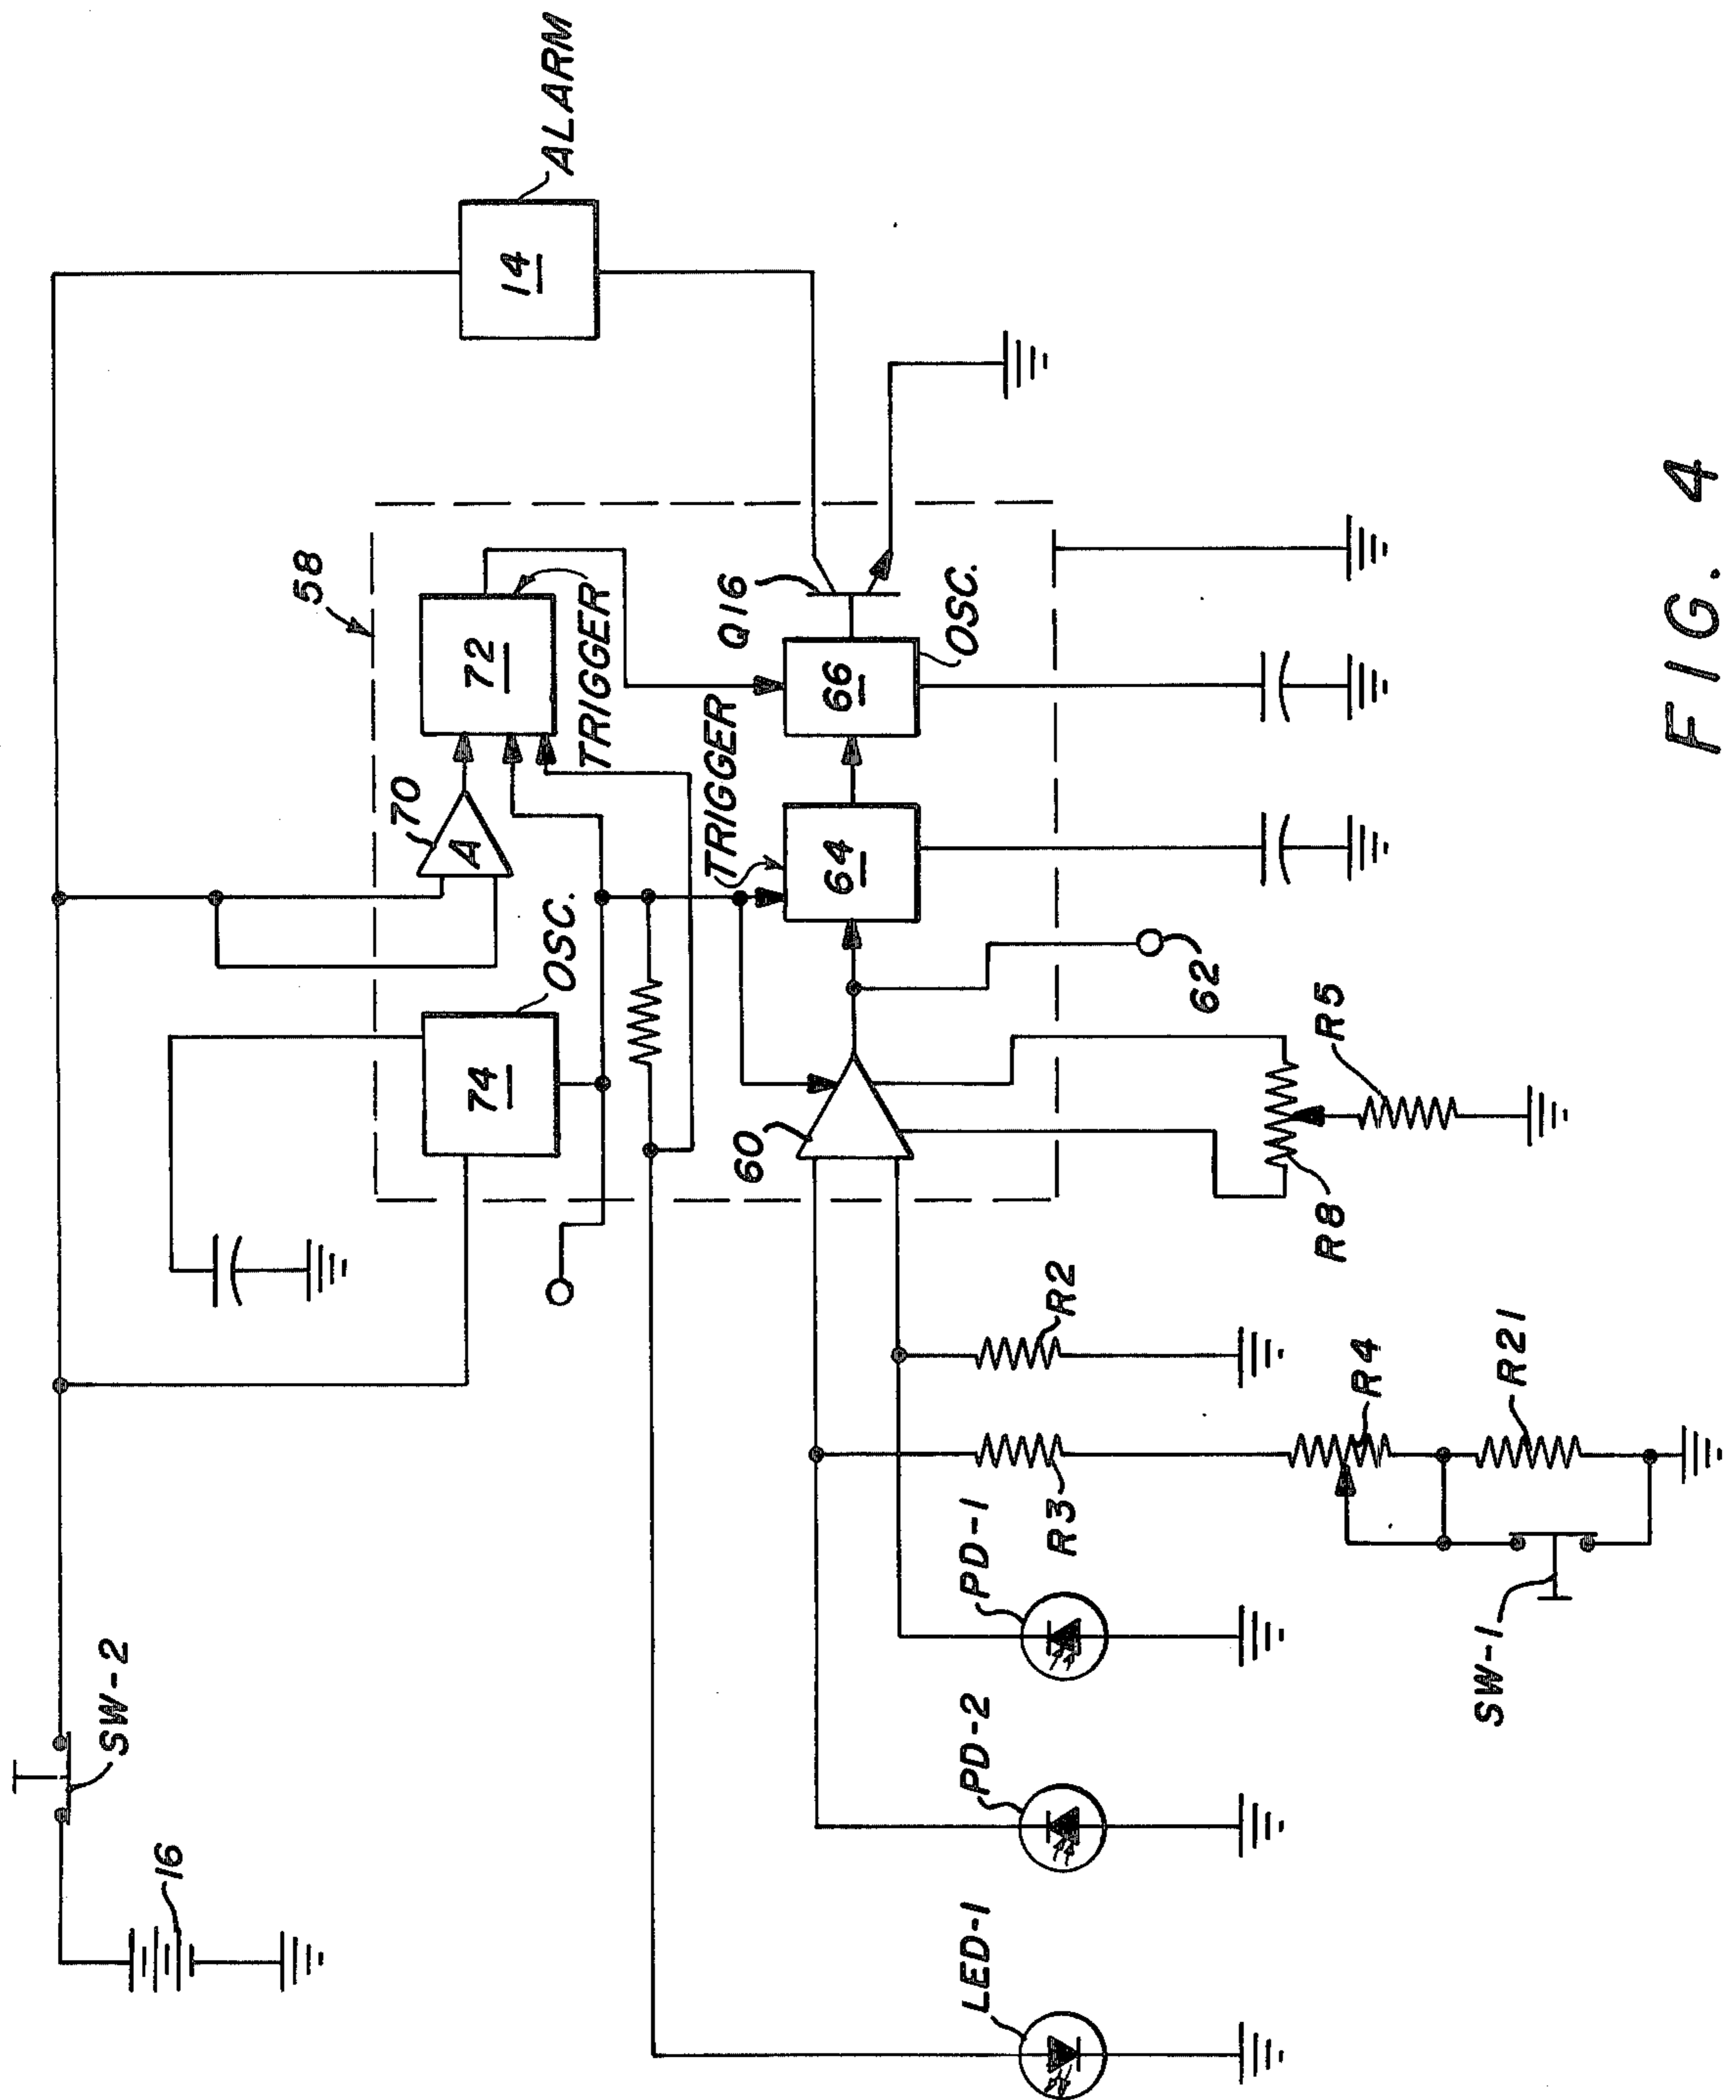 16
SW-2
58
14
ALARM
70
A
72
TRIGGER
74
OSC.
TRIGGER
Q16
60
64
66
OSC.
62
LED-1
PD-2
PD-1
R3
R2
R8
R5
SW-1
R4
R21
FIG. 4